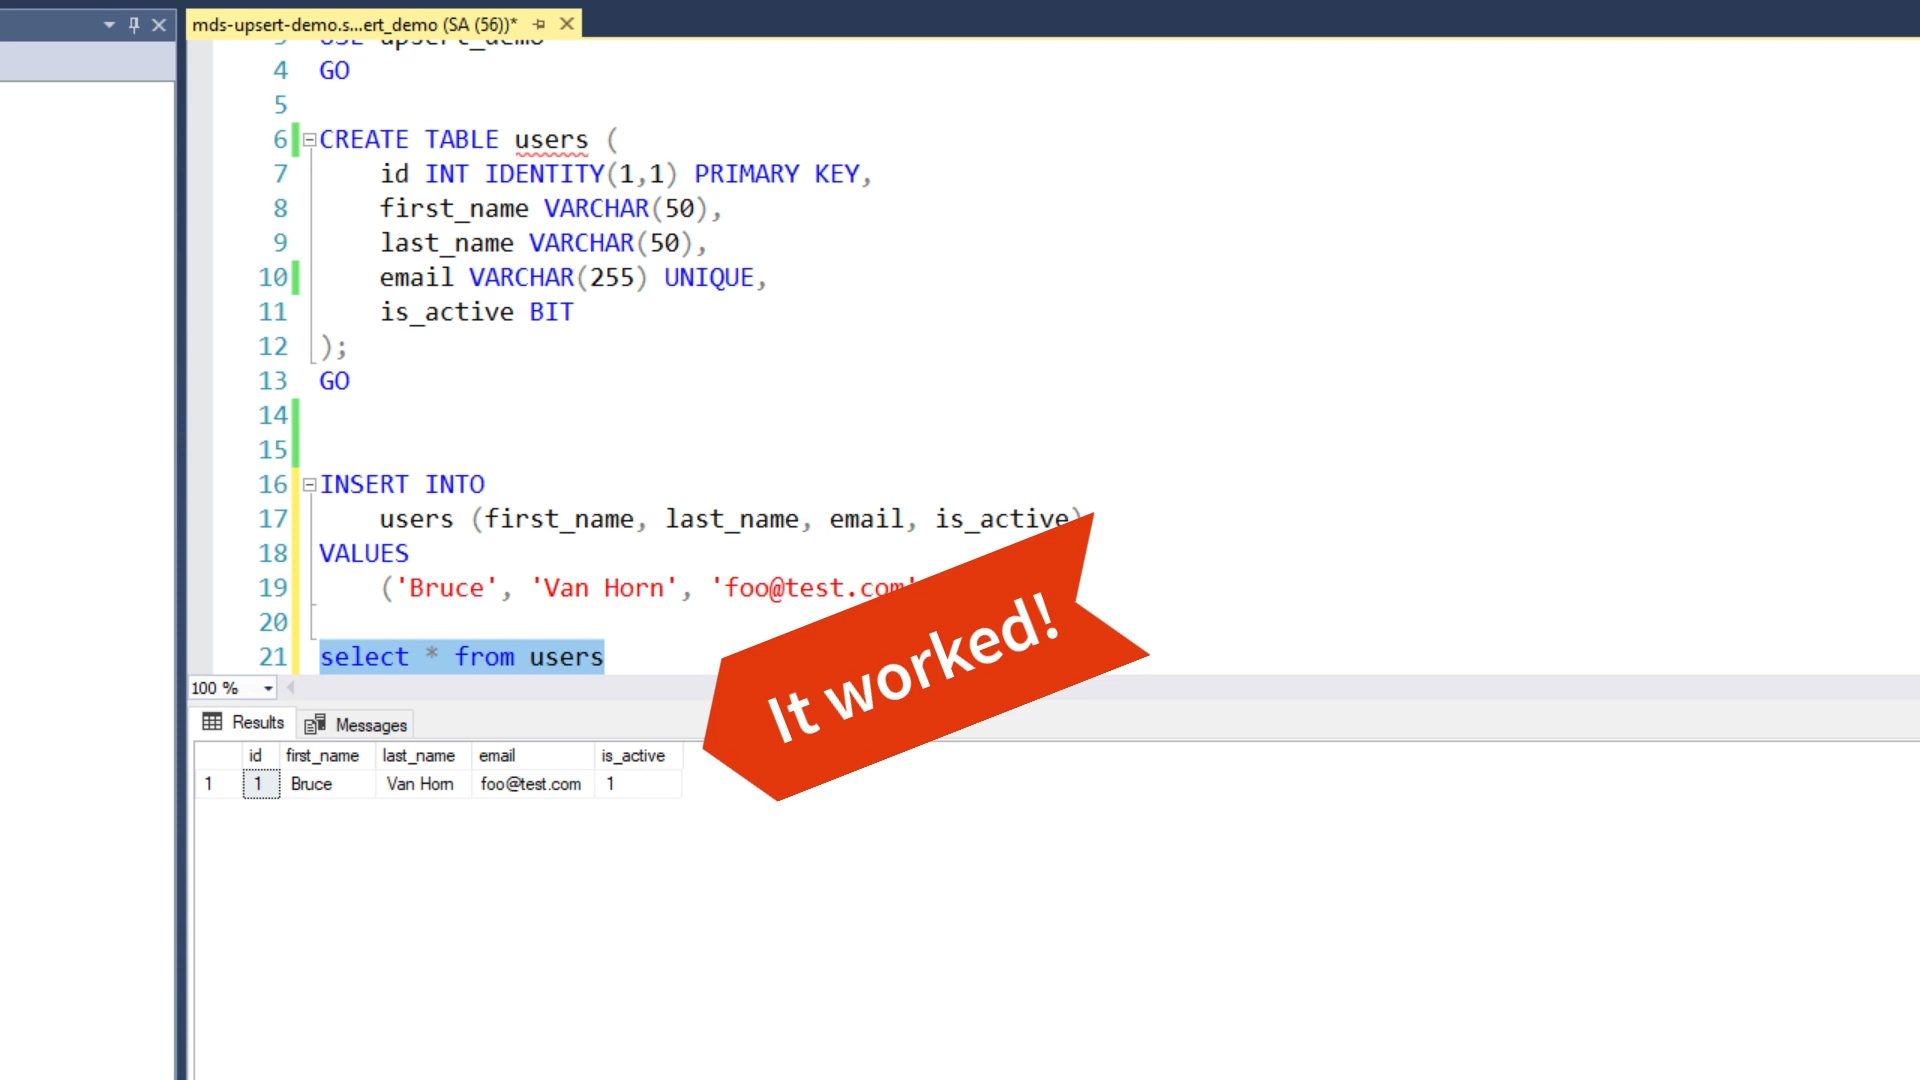 mds-upsert-demo.s...ert_demo (SA (56))*
3 USE upsert_demo
4 GO
5
6 CREATE TABLE users (
7 id INT IDENTITY(1,1) PRIMARY KEY,
8 first_name VARCHAR(50),
9 last_name VARCHAR(50),
10 email VARCHAR(255) UNIQUE,
11 is_active BIT
12 );
13 GO
14
15
16 INSERT INTO
17 users (first_name, last_name, email, is_active)
18 VALUES
19 ('Bruce', 'Van Horn', 'foo@test.com'
20
21 select * from users
It worked!
100 %
Results Messages
id first_name last_name email is_active
1 1 Bruce Van Horn foo@test.com 1